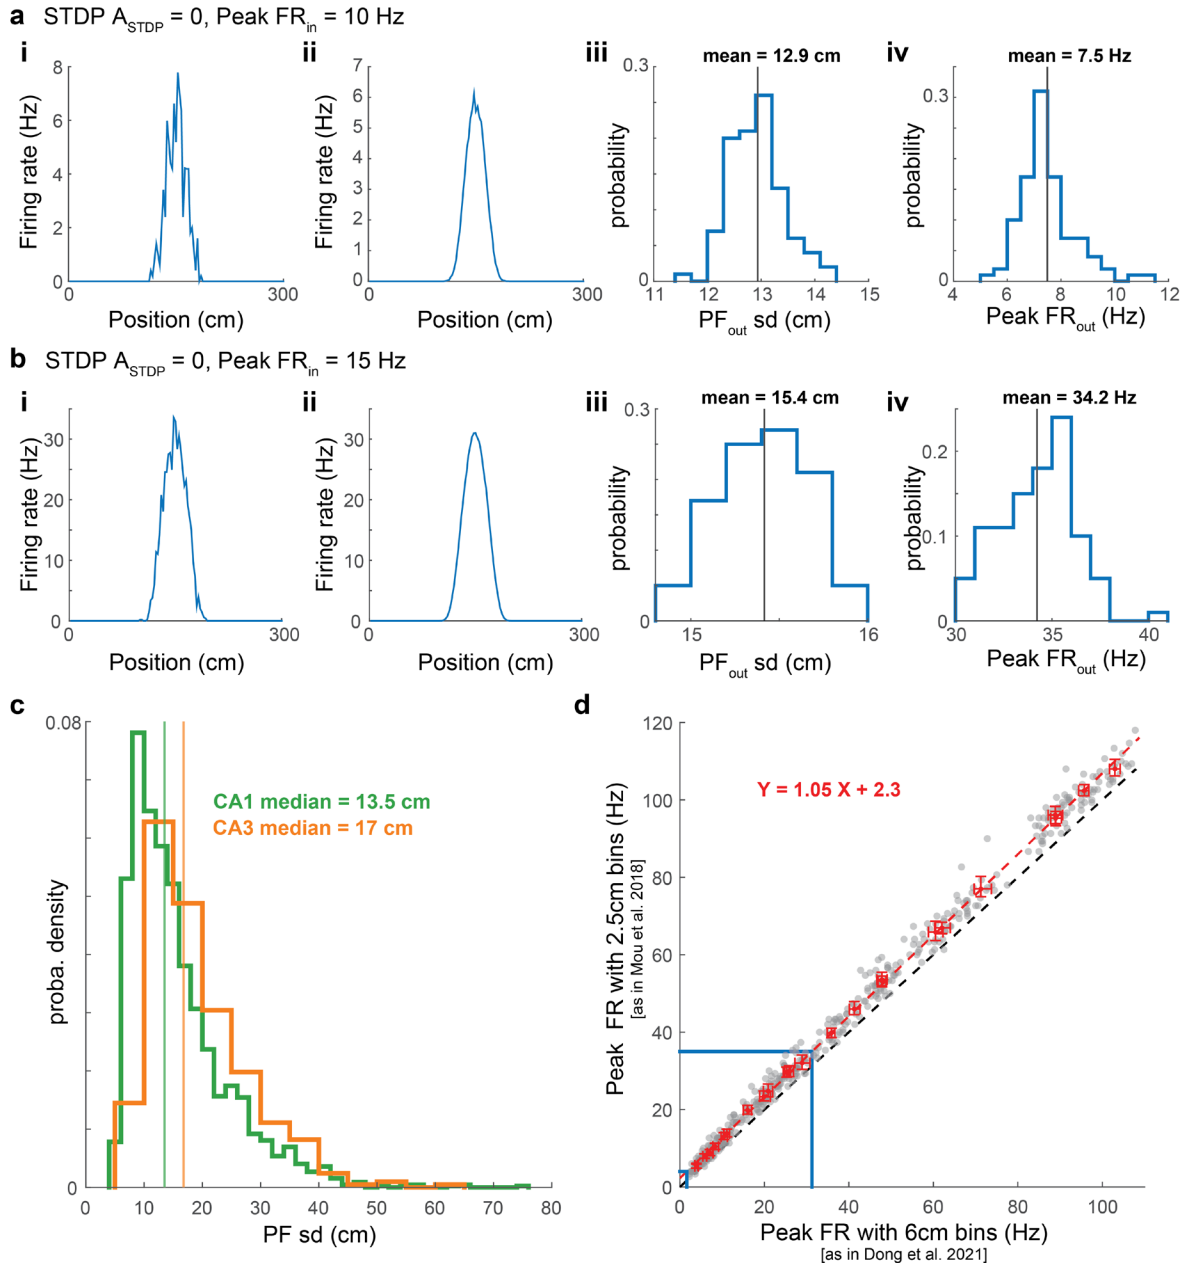 a STDP A_STDP = 0, Peak FR_in = 10 Hz
i
Firing rate (Hz)
8
6
4
2
0
0 300
Position (cm)
ii
Firing rate (Hz)
7
6
5
4
3
2
1
0
0 300
Position (cm)
iii
mean = 12.9 cm
probability
0.3
0
11 12 13 14 15
PF_out sd (cm)
iv
mean = 7.5 Hz
probability
0.3
0
4 6 8 10 12
Peak FR_out (Hz)
b STDP A_STDP = 0, Peak FR_in = 15 Hz
i
Firing rate (Hz)
30
20
10
0
0 300
Position (cm)
ii
Firing rate (Hz)
30
20
10
0
0 300
Position (cm)
iii
mean = 15.4 cm
probability
0.3
0
15 16
PF_out sd (cm)
iv
mean = 34.2 Hz
probability
0.2
0.1
0
30 35 40
Peak FR_out (Hz)
c
proba. density
0.08
0
CA1 median = 13.5 cm
CA3 median = 17 cm
0 10 20 30 40 50 60 70 80
PF sd (cm)
d
Peak FR with 2.5cm bins (Hz)
[as in Mou et al. 2018]
120
100
80
60
40
20
0
Y = 1.05 X + 2.3
0 20 40 60 80 100
Peak FR with 6cm bins (Hz)
[as in Dong et al. 2021]